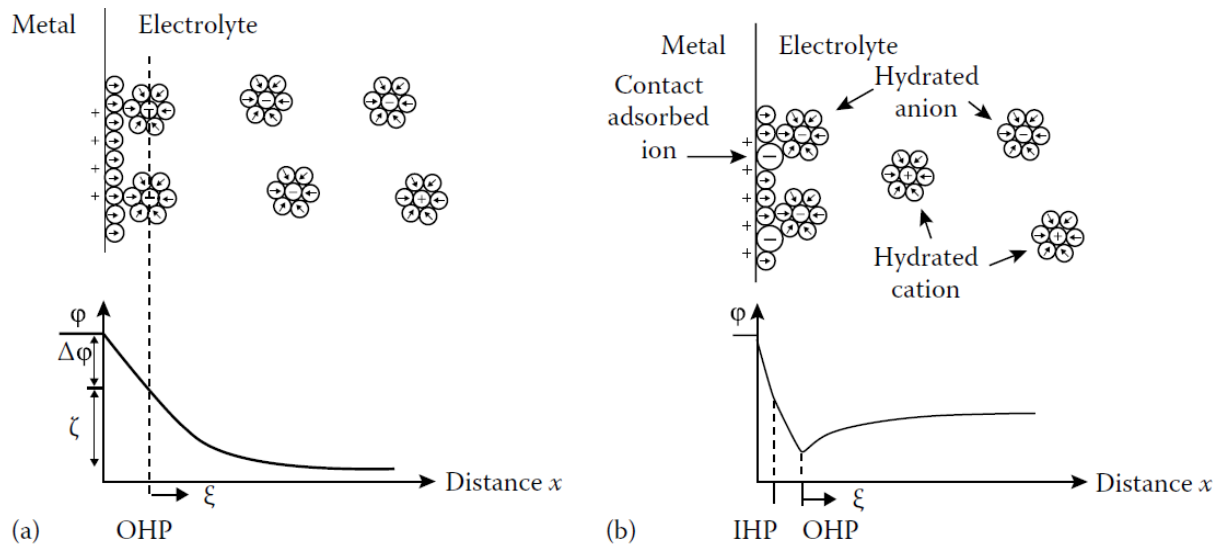 Metal Electrolyte
+
+
+
+
+
− − −
− − +
φ
Δφ
ζ
ξ
Distance x
OHP
(a)
Metal Electrolyte
Contact
adsorbed
ion
Hydrated
anion
+
+
+
+
+
+
− − −
−
+
−
− +
Hydrated
cation
φ
ξ
Distance x
IHP OHP
(b)